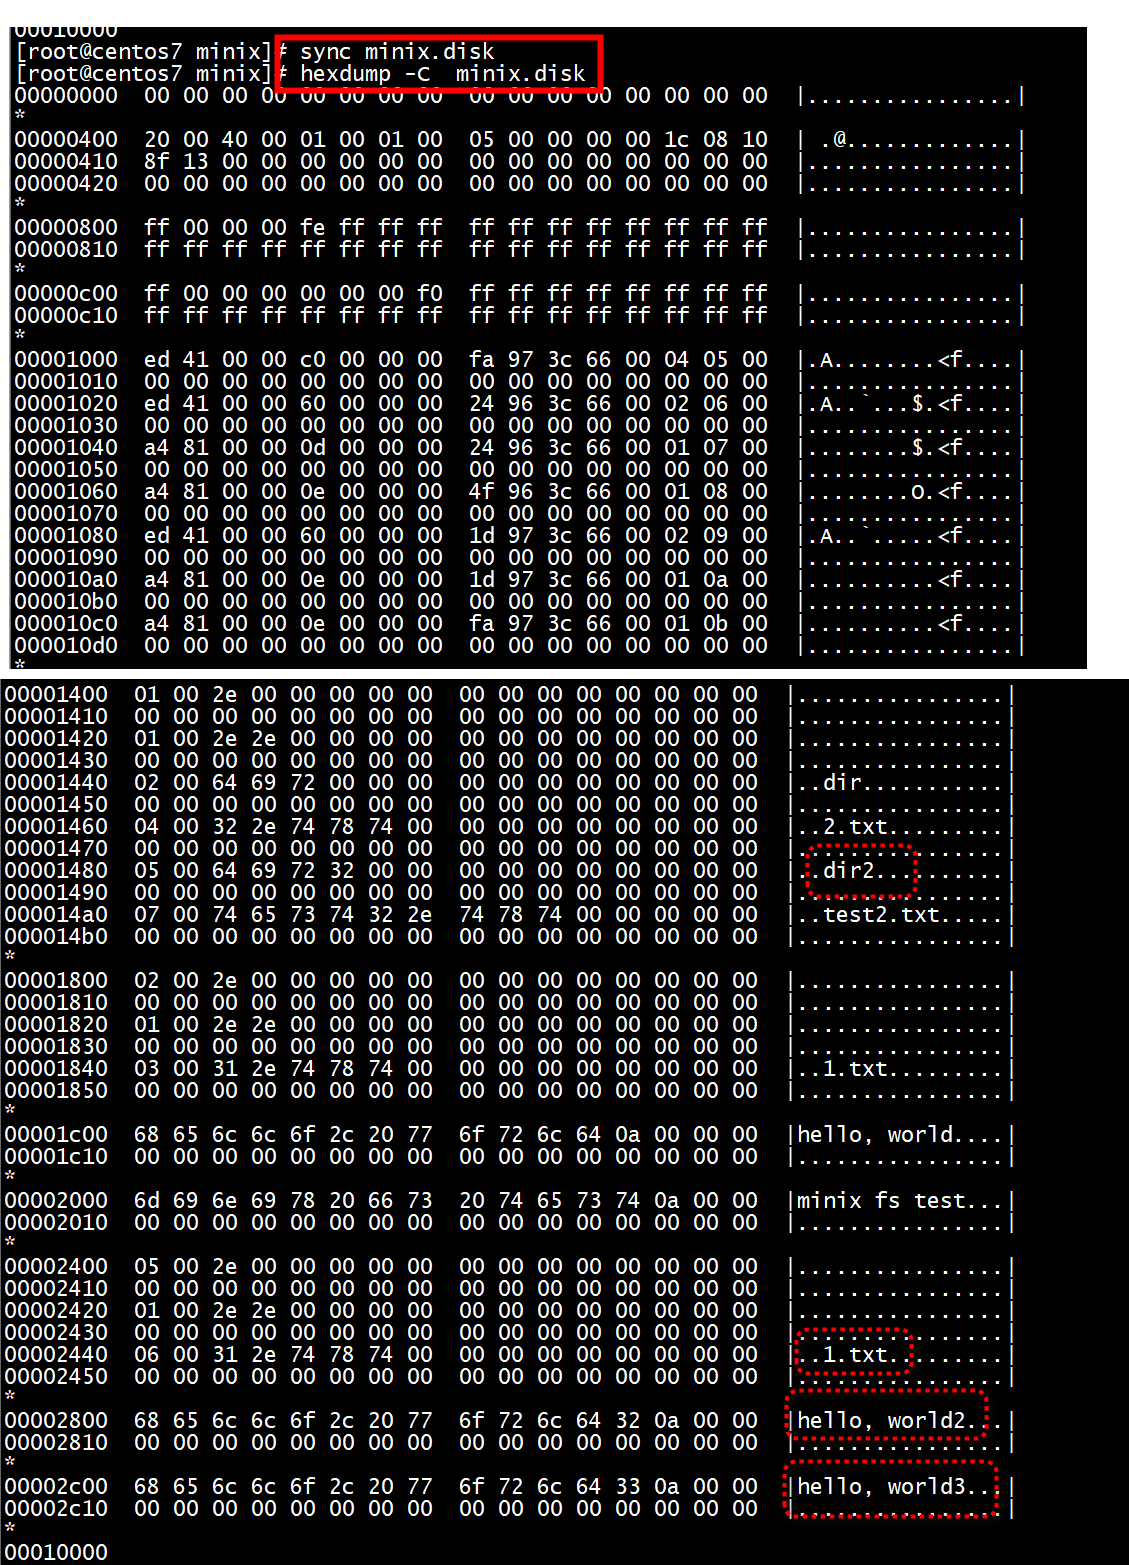 00010000
[root@centos7 minix]# sync minix.disk
[root@centos7 minix]# hexdump -C  minix.disk
00000000  00 00 00 00 00 00 00 00  00 00 00 00 00 00 00 00  |................|
*
00000400  20 00 40 00 01 00 01 00  05 00 00 00 00 1c 08 10  | .@.............|
00000410  8f 13 00 00 00 00 00 00  00 00 00 00 00 00 00 00  |................|
00000420  00 00 00 00 00 00 00 00  00 00 00 00 00 00 00 00  |................|
*
00000800  ff 00 00 00 fe ff ff ff  ff ff ff ff ff ff ff ff  |................|
00000810  ff ff ff ff ff ff ff ff  ff ff ff ff ff ff ff ff  |................|
*
00000c00  ff 00 00 00 00 00 00 f0  ff ff ff ff ff ff ff ff  |................|
00000c10  ff ff ff ff ff ff ff ff  ff ff ff ff ff ff ff ff  |................|
*
00001000  ed 41 00 00 c0 00 00 00  fa 97 3c 66 00 04 05 00  |.A........<f....|
00001010  00 00 00 00 00 00 00 00  00 00 00 00 00 00 00 00  |................|
00001020  ed 41 00 00 60 00 00 00  24 96 3c 66 00 02 06 00  |.A..`...$.<f....|
00001030  00 00 00 00 00 00 00 00  00 00 00 00 00 00 00 00  |................|
00001040  a4 81 00 00 0d 00 00 00  24 96 3c 66 00 01 07 00  |........$.<f....|
00001050  00 00 00 00 00 00 00 00  00 00 00 00 00 00 00 00  |................|
00001060  a4 81 00 00 0e 00 00 00  4f 96 3c 66 00 01 08 00  |........O.<f....|
00001070  00 00 00 00 00 00 00 00  00 00 00 00 00 00 00 00  |................|
00001080  ed 41 00 00 60 00 00 00  1d 97 3c 66 00 02 09 00  |.A..`.....<f....|
00001090  00 00 00 00 00 00 00 00  00 00 00 00 00 00 00 00  |................|
000010a0  a4 81 00 00 0e 00 00 00  1d 97 3c 66 00 01 0a 00  |..........<f....|
000010b0  00 00 00 00 00 00 00 00  00 00 00 00 00 00 00 00  |................|
000010c0  a4 81 00 00 0e 00 00 00  fa 97 3c 66 00 01 0b 00  |..........<f....|
000010d0  00 00 00 00 00 00 00 00  00 00 00 00 00 00 00 00  |................|
*
00001400  01 00 2e 00 00 00 00 00  00 00 00 00 00 00 00 00  |................|
00001410  00 00 00 00 00 00 00 00  00 00 00 00 00 00 00 00  |................|
00001420  01 00 2e 2e 00 00 00 00  00 00 00 00 00 00 00 00  |................|
00001430  00 00 00 00 00 00 00 00  00 00 00 00 00 00 00 00  |................|
00001440  02 00 64 69 72 00 00 00  00 00 00 00 00 00 00 00  |..dir...........|
00001450  00 00 00 00 00 00 00 00  00 00 00 00 00 00 00 00  |................|
00001460  04 00 32 2e 74 78 74 00  00 00 00 00 00 00 00 00  |..2.txt.........|
00001470  00 00 00 00 00 00 00 00  00 00 00 00 00 00 00 00  |................|
00001480  05 00 64 69 72 32 00 00  00 00 00 00 00 00 00 00  |..dir2..........|
00001490  00 00 00 00 00 00 00 00  00 00 00 00 00 00 00 00  |................|
000014a0  07 00 74 65 73 74 32 2e  74 78 74 00 00 00 00 00  |..test2.txt.....|
000014b0  00 00 00 00 00 00 00 00  00 00 00 00 00 00 00 00  |................|
*
00001800  02 00 2e 00 00 00 00 00  00 00 00 00 00 00 00 00  |................|
00001810  00 00 00 00 00 00 00 00  00 00 00 00 00 00 00 00  |................|
00001820  01 00 2e 2e 00 00 00 00  00 00 00 00 00 00 00 00  |................|
00001830  00 00 00 00 00 00 00 00  00 00 00 00 00 00 00 00  |................|
00001840  03 00 31 2e 74 78 74 00  00 00 00 00 00 00 00 00  |..1.txt.........|
00001850  00 00 00 00 00 00 00 00  00 00 00 00 00 00 00 00  |................|
*
00001c00  68 65 6c 6c 6f 2c 20 77  6f 72 6c 64 0a 00 00 00  |hello, world....|
00001c10  00 00 00 00 00 00 00 00  00 00 00 00 00 00 00 00  |................|
*
00002000  6d 69 6e 69 78 20 66 73  20 74 65 73 74 0a 00 00  |minix fs test...|
00002010  00 00 00 00 00 00 00 00  00 00 00 00 00 00 00 00  |................|
*
00002400  05 00 2e 00 00 00 00 00  00 00 00 00 00 00 00 00  |................|
00002410  00 00 00 00 00 00 00 00  00 00 00 00 00 00 00 00  |................|
00002420  01 00 2e 2e 00 00 00 00  00 00 00 00 00 00 00 00  |................|
00002430  00 00 00 00 00 00 00 00  00 00 00 00 00 00 00 00  |................|
00002440  06 00 31 2e 74 78 74 00  00 00 00 00 00 00 00 00  |..1.txt.........|
00002450  00 00 00 00 00 00 00 00  00 00 00 00 00 00 00 00  |................|
*
00002800  68 65 6c 6c 6f 2c 20 77  6f 72 6c 64 32 0a 00 00  |hello, world2...|
00002810  00 00 00 00 00 00 00 00  00 00 00 00 00 00 00 00  |................|
*
00002c00  68 65 6c 6c 6f 2c 20 77  6f 72 6c 64 33 0a 00 00  |hello, world3...|
00002c10  00 00 00 00 00 00 00 00  00 00 00 00 00 00 00 00  |................|
*
00010000